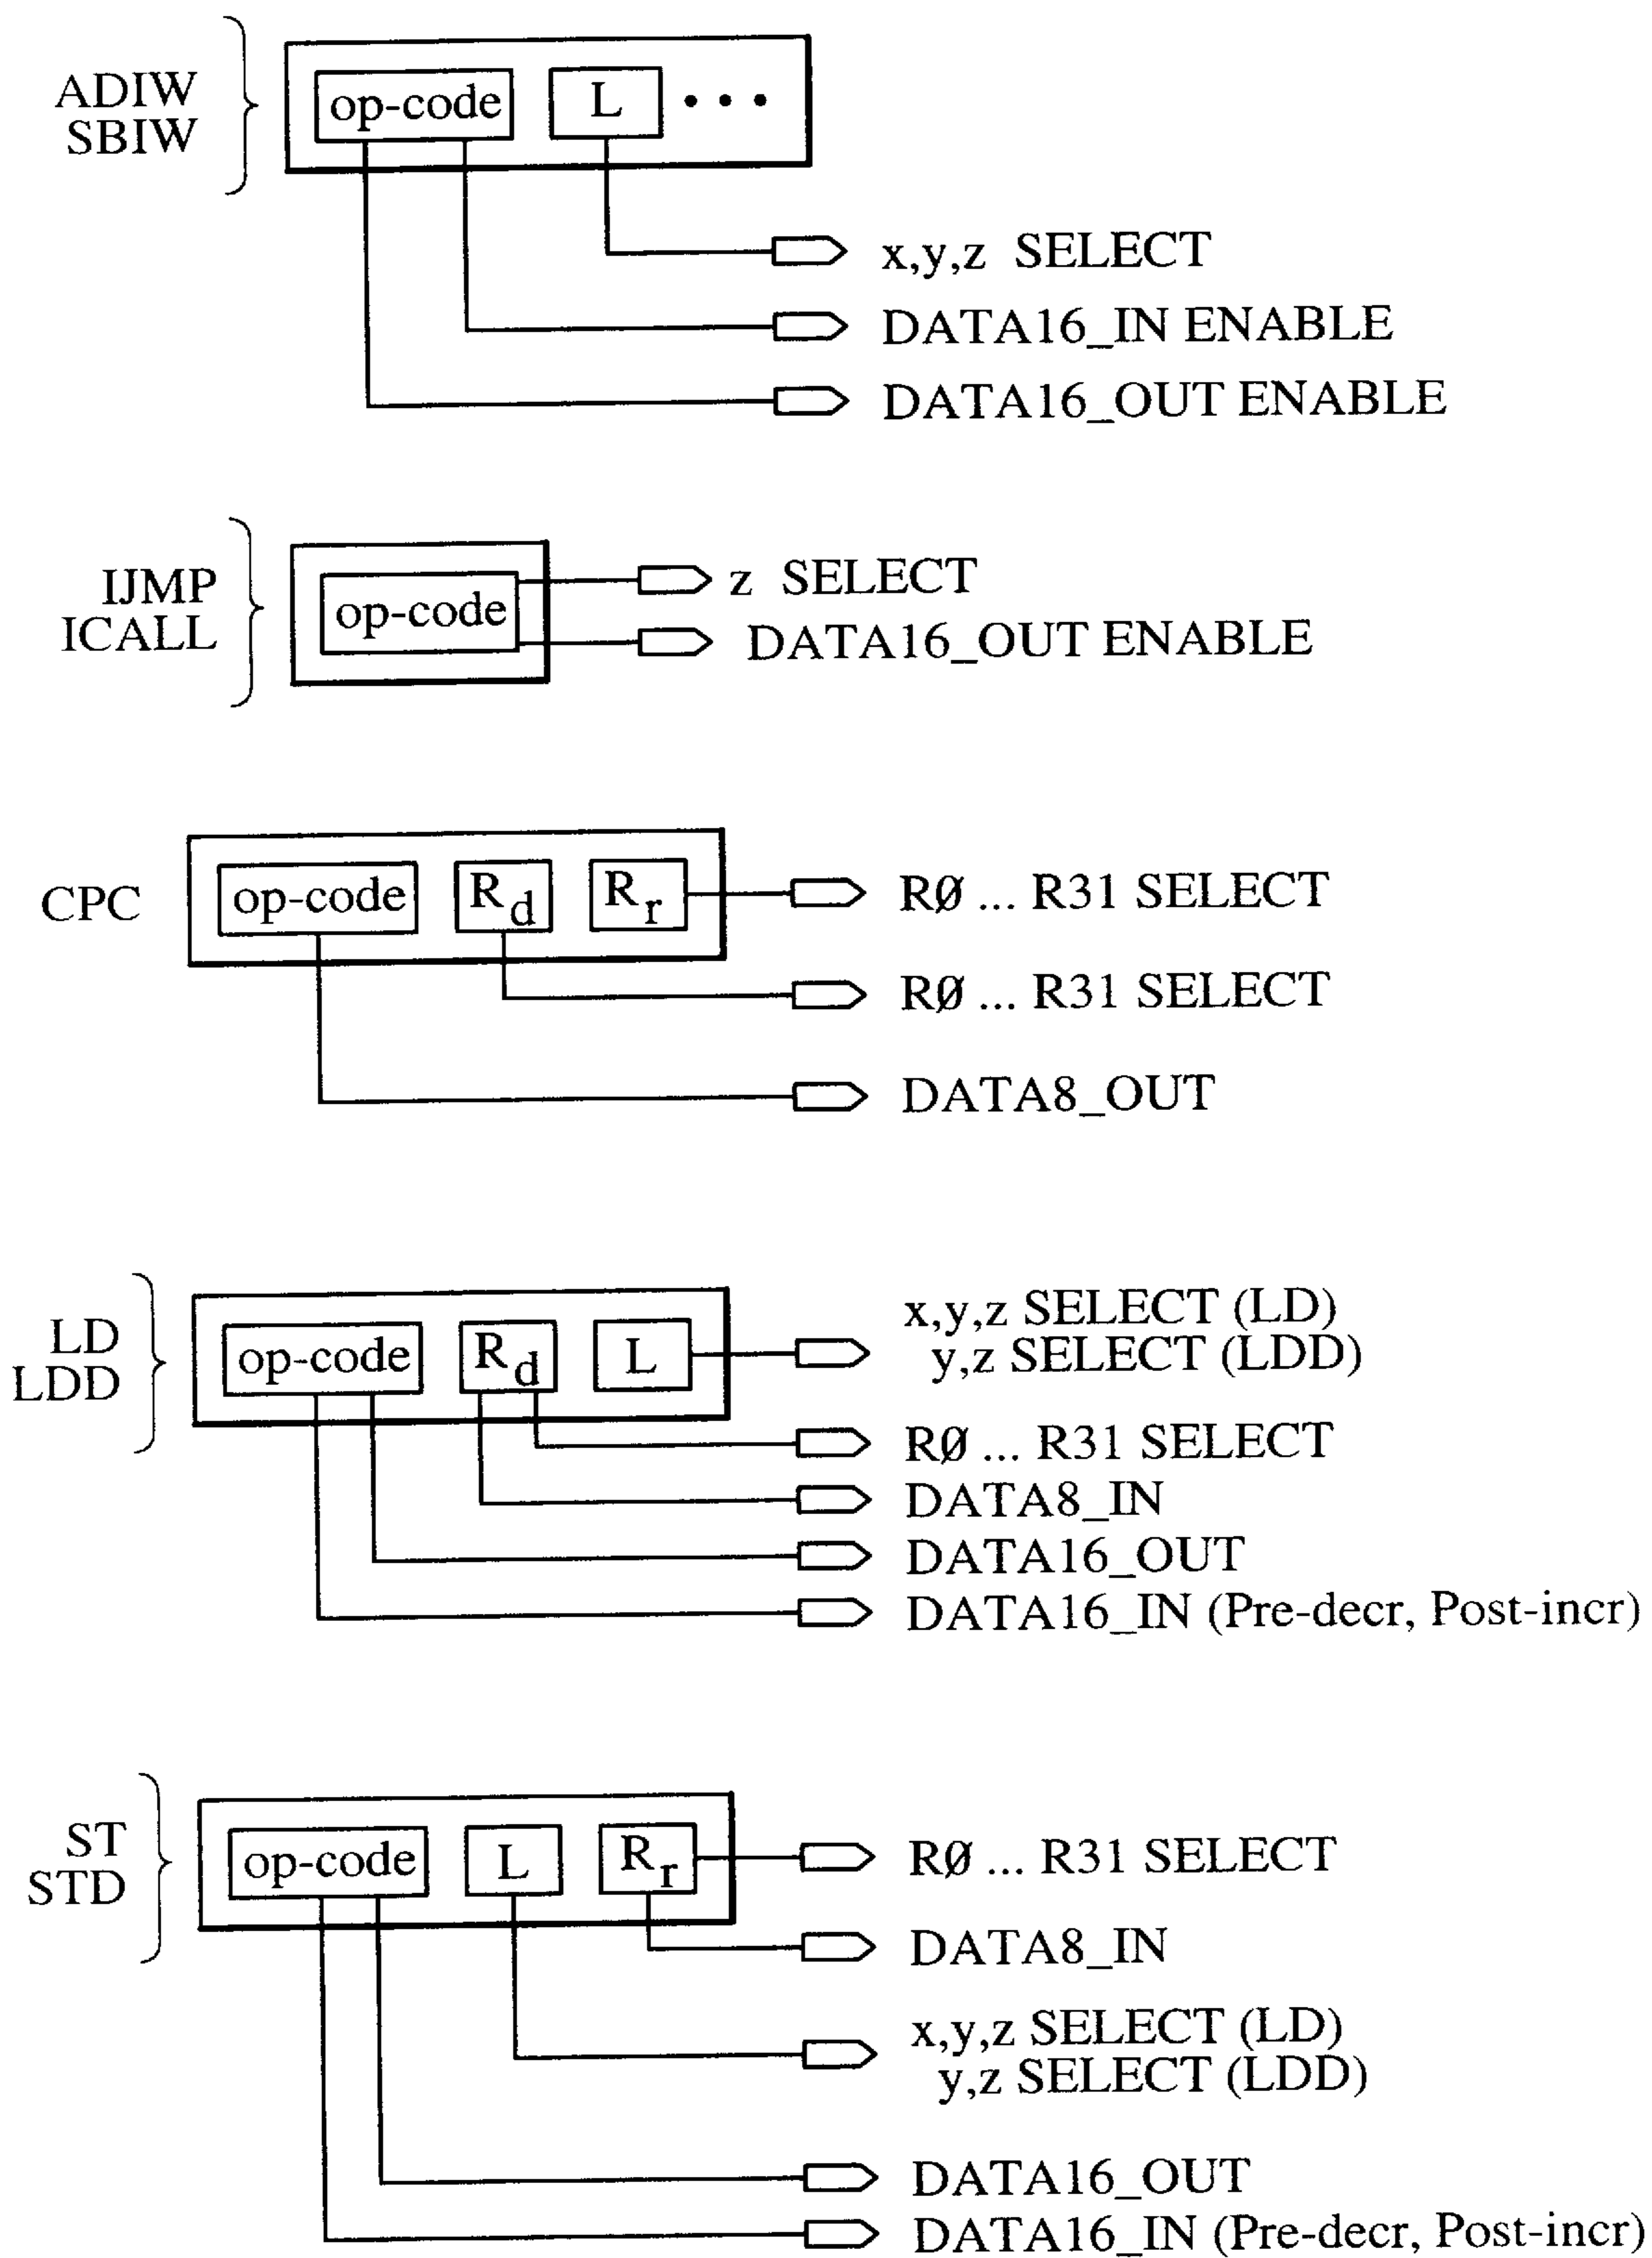 ADIW
SBIW
op-code L • • •
x,y,z SELECT
DATA16_IN ENABLE
DATA16_OUT ENABLE
IJMP
ICALL
op-code
z SELECT
DATA16_OUT ENABLE
CPC
op-code Rd Rr
RØ ... R31 SELECT
RØ ... R31 SELECT
DATA8_OUT
LD
LDD
op-code Rd L
x,y,z SELECT (LD)
y,z SELECT (LDD)
RØ ... R31 SELECT
DATA8_IN
DATA16_OUT
DATA16_IN (Pre-decr, Post-incr)
ST
STD
op-code L Rr
RØ ... R31 SELECT
DATA8_IN
x,y,z SELECT (LD)
y,z SELECT (LDD)
DATA16_OUT
DATA16_IN (Pre-decr, Post-incr)